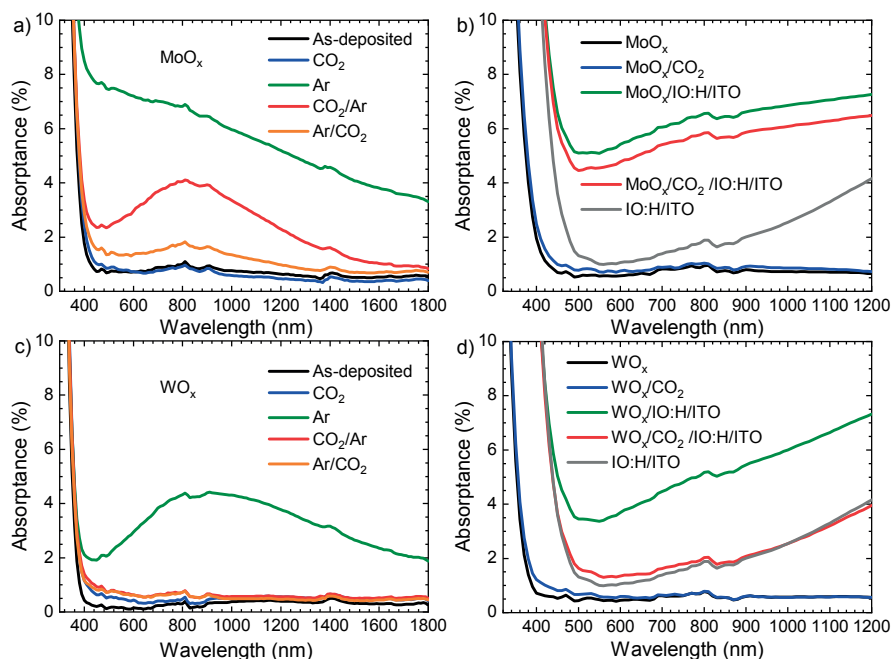 a)
MoOₓ
As-deposited
CO₂
Ar
CO₂/Ar
Ar/CO₂
10
8
6
4
2
0
Absorptance (%)
400 600 800 1000 1200 1400 1600 1800
Wavelength (nm)
b)
MoOₓ
MoOₓ/CO₂
MoOₓ/IO:H/ITO
MoOₓ/CO₂ /IO:H/ITO
IO:H/ITO
10
8
6
4
2
0
Absorptance (%)
400 500 600 700 800 900 1000 1100 1200
Wavelength (nm)
c)
WOₓ
As-deposited
CO₂
Ar
CO₂/Ar
Ar/CO₂
10
8
6
4
2
0
Absorptance (%)
400 600 800 1000 1200 1400 1600 1800
Wavelength (nm)
d)
WOₓ
WOₓ/CO₂
WOₓ/IO:H/ITO
WOₓ/CO₂ /IO:H/ITO
IO:H/ITO
10
8
6
4
2
0
Absorptance (%)
400 500 600 700 800 900 1000 1100 1200
Wavelength (nm)